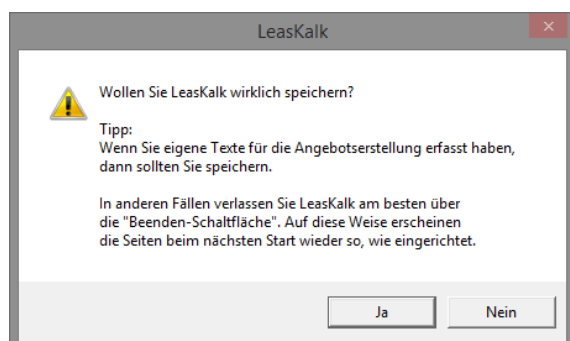 LeasKalk
Wollen Sie LeasKalk wirklich speichern?
Tipp:
Wenn Sie eigene Texte für die Angebotserstellung erfasst haben,
dann sollten Sie speichern.
In anderen Fällen verlassen Sie LeasKalk am besten über
die "Beenden-Schaltfläche". Auf diese Weise erscheinen
die Seiten beim nächsten Start wieder so, wie eingerichtet.
Ja
Nein